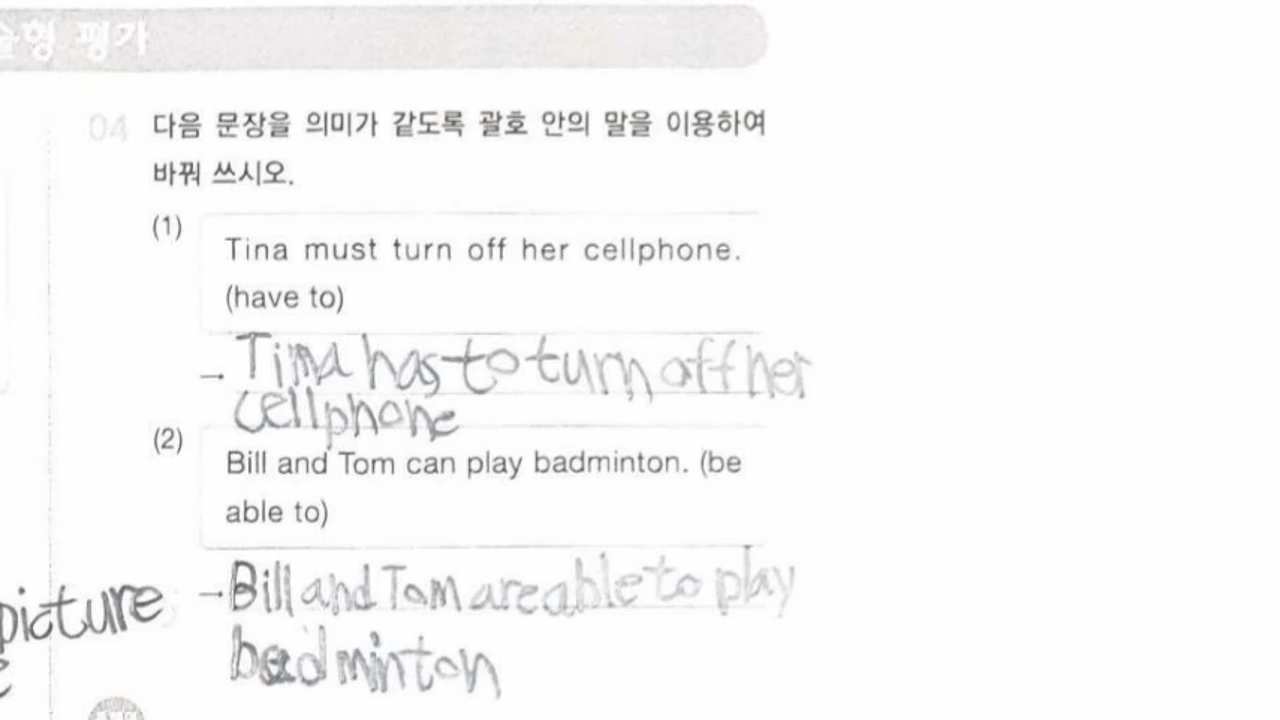 술형 평가
04 다음 문장을 의미가 같도록 괄호 안의 말을 이용하여
바꿔 쓰시오.
(1)
Tina must turn off her cellphone.
(have to)
→ Tina has to turn off her
cellphone
(2)
Bill and Tom can play badminton. (be
able to)
→ Bill and Tom are able to play
badminton
picture
e